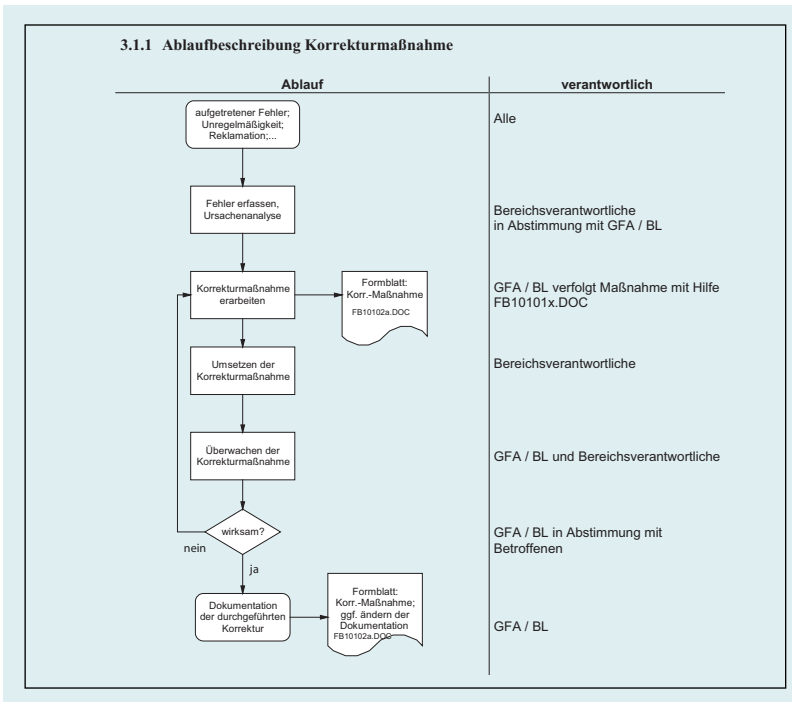 3.1.1 Ablaufbeschreibung Korrekturmaßnahme
Ablauf
verantwortlich
aufgetretener Fehler;
Unregelmäßigkeit;
Reklamation;...
Alle
Fehler erfassen,
Ursachenanalyse
Bereichsverantwortliche
in Abstimmung mit GFA / BL
Korrekturmaßnahme
erarbeiten
Formblatt:
Korr.-Maßnahme
FB10102a.DOC
GFA / BL verfolgt Maßnahme mit Hilfe
FB10101x.DOC
Umsetzen der
Korrekturmaßnahme
Bereichsverantwortliche
Überwachen der
Korrekturmaßnahme
GFA / BL und Bereichsverantwortliche
wirksam?
nein
ja
GFA / BL in Abstimmung mit
Betroffenen
Dokumentation
der durchgeführten
Korrektur
Formblatt:
Korr.-Maßnahme;
ggf. ändern der
Dokumentation
FB10102a.DOC
GFA / BL